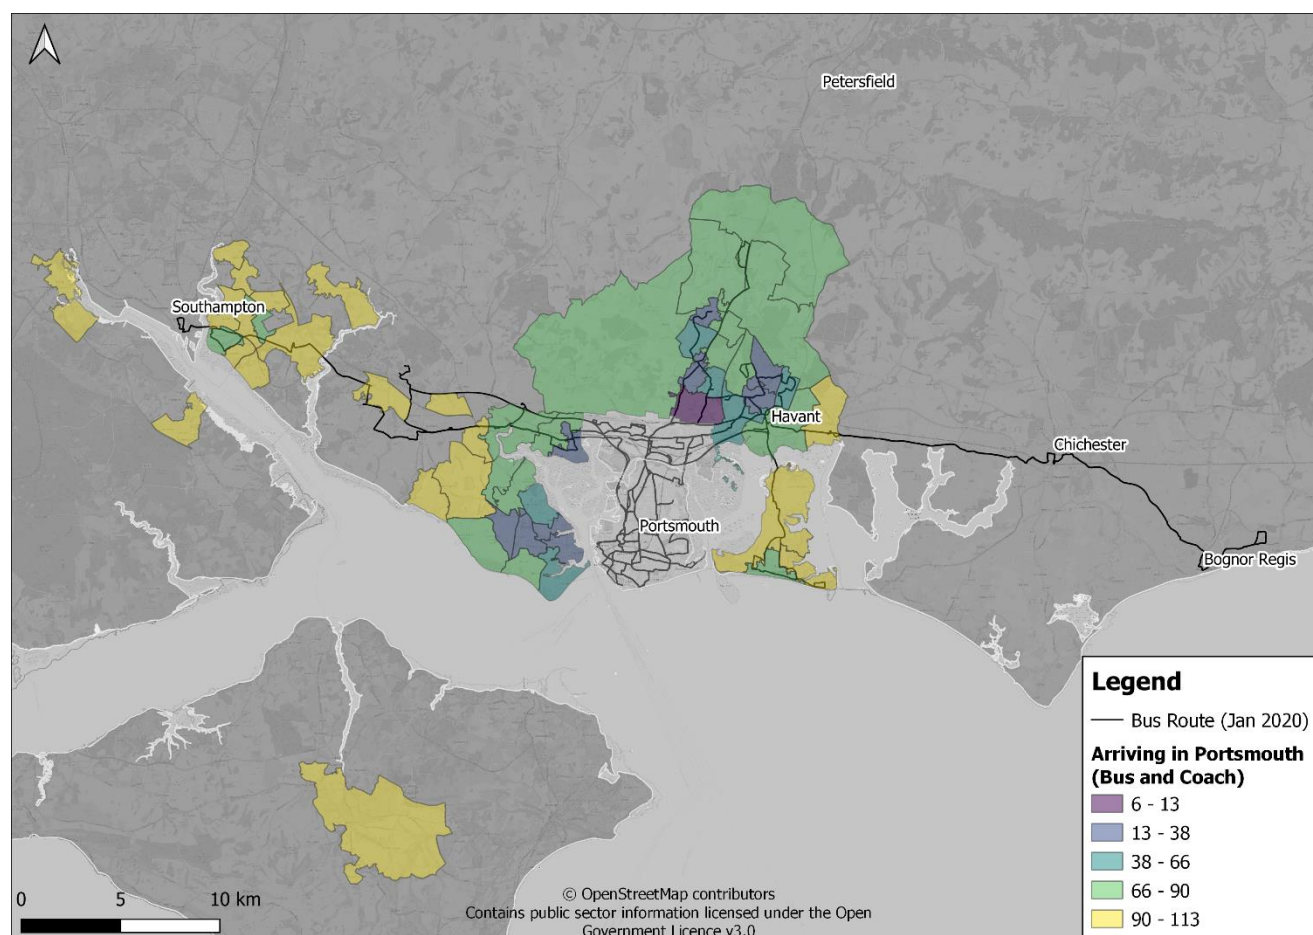 Petersfield
Southampton
Havant
Chichester
Portsmouth
Bognor Regis
Legend
Bus Route (Jan 2020)
Arriving in Portsmouth
(Bus and Coach)
6 - 13
13 - 38
38 - 66
66 - 90
90 - 113
0 5 10 km
© OpenStreetMap contributors
Contains public sector information licensed under the Open
Government Licence v3.0